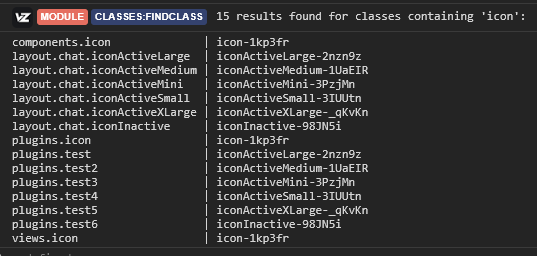 VZ MODULE CLASSES:FINDCLASS 15 results found for classes containing 'icon':
components.icon | icon-1kp3fr
layout.chat.iconActiveLarge | iconActiveLarge-2nzn9z
layout.chat.iconActiveMedium | iconActiveMedium-1UaEIR
layout.chat.iconActiveMini | iconActiveMini-3PzjMn
layout.chat.iconActiveSmall | iconActiveSmall-3IUUtn
layout.chat.iconActiveXLarge | iconActiveXLarge-_qKvKn
layout.chat.iconInactive | iconInactive-98JN5i
plugins.icon | icon-1kp3fr
plugins.test | iconActiveLarge-2nzn9z
plugins.test2 | iconActiveMedium-1UaEIR
plugins.test3 | iconActiveMini-3PzjMn
plugins.test4 | iconActiveSmall-3IUUtn
plugins.test5 | iconActiveXLarge-_qKvKn
plugins.test6 | iconInactive-98JN5i
views.icon | icon-1kp3fr